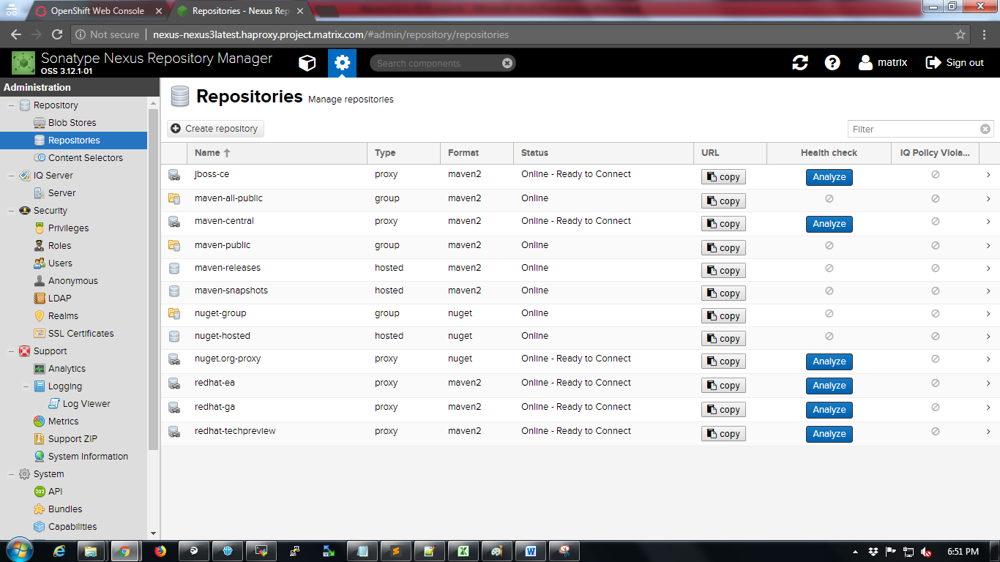 OpenShift Web Console
Repositories - Nexus Rep
Not secure
nexus-nexus3latest.haproxy.project.matrix.com/#admin/repository/repositories
Sonatype Nexus Repository Manager
OSS 3.12.1-01
Search components
matrix
Sign out
Administration
Repository
Blob Stores
Repositories
Content Selectors
IQ Server
Server
Security
Privileges
Roles
Users
Anonymous
LDAP
Realms
SSL Certificates
Support
Analytics
Logging
Log Viewer
Metrics
Support ZIP
System Information
System
API
Bundles
Capabilities
Repositories Manage repositories
Create repository
Filter
Name Type Format Status URL Health check IQ Policy Viola...
jboss-ce proxy maven2 Online - Ready to Connect copy Analyze
maven-all-public group maven2 Online copy
maven-central proxy maven2 Online - Ready to Connect copy Analyze
maven-public group maven2 Online copy
maven-releases hosted maven2 Online copy
maven-snapshots hosted maven2 Online copy
nuget-group group nuget Online copy
nuget-hosted hosted nuget Online copy
nuget.org-proxy proxy nuget Online - Ready to Connect copy Analyze
redhat-ea proxy maven2 Online - Ready to Connect copy Analyze
redhat-ga proxy maven2 Online - Ready to Connect copy Analyze
redhat-techpreview proxy maven2 Online - Ready to Connect copy Analyze
6:51 PM